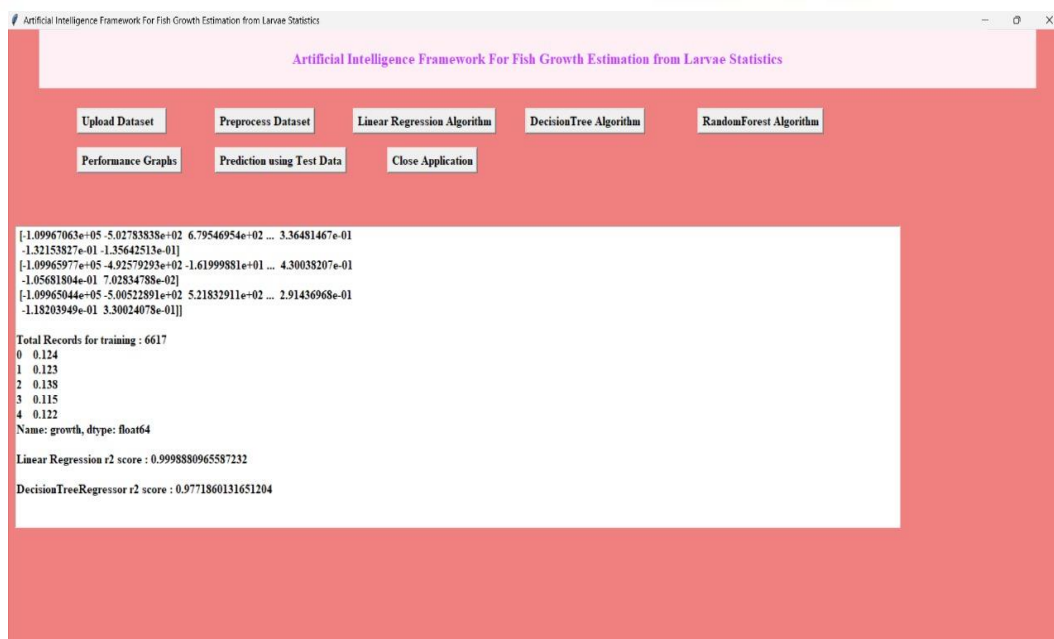 Artificial Intelligence Framework For Fish Growth Estimation from Larvae Statistics
Artificial Intelligence Framework For Fish Growth Estimation from Larvae Statistics
Upload Dataset
Preprocess Dataset
Linear Regression Algorithm
DecisionTree Algorithm
RandomForest Algorithm
Performance Graphs
Prediction using Test Data
Close Application
[-1.09967063e+05 -5.02783838e+02 6.79546954e+02 ... 3.36481467e-01
-1.32153827e-01 -1.35642513e-01]
[-1.09965977e+05 -4.92579293e+02 -1.61999881e+01 ... 4.30038207e-01
-1.05681804e-01 7.02834788e-02]
[-1.09965044e+05 -5.00522891e+02 5.21832911e+02 ... 2.91436968e-01
-1.18203949e-01 3.30024078e-01]]
Total Records for training : 6617
0 0.124
1 0.123
2 0.138
3 0.115
4 0.122
Name: growth, dtype: float64
Linear Regression r2 score : 0.9998880965587232
DecisionTreeRegressor r2 score : 0.9771860131651204